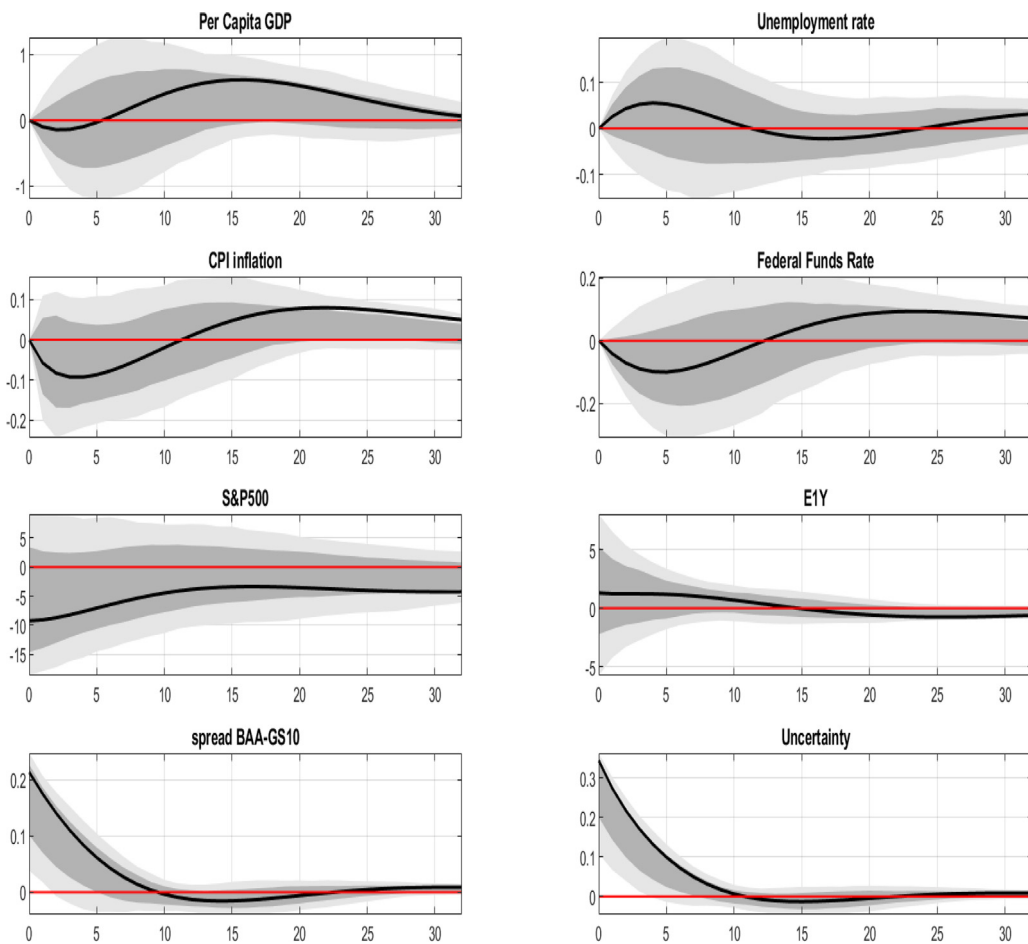 Per Capita GDP
1
0
-1
0 5 10 15 20 25 30
Unemployment rate
0.1
0
-0.1
0 5 10 15 20 25 30
CPI inflation
0.1
0
-0.1
-0.2
0 5 10 15 20 25 30
Federal Funds Rate
0.2
0
-0.2
0 5 10 15 20 25 30
S&P500
5
0
-5
-10
-15
0 5 10 15 20 25 30
E1Y
5
0
-5
0 5 10 15 20 25 30
spread BAA-GS10
0.2
0.1
0
0 5 10 15 20 25 30
Uncertainty
0.3
0.2
0.1
0
0 5 10 15 20 25 30